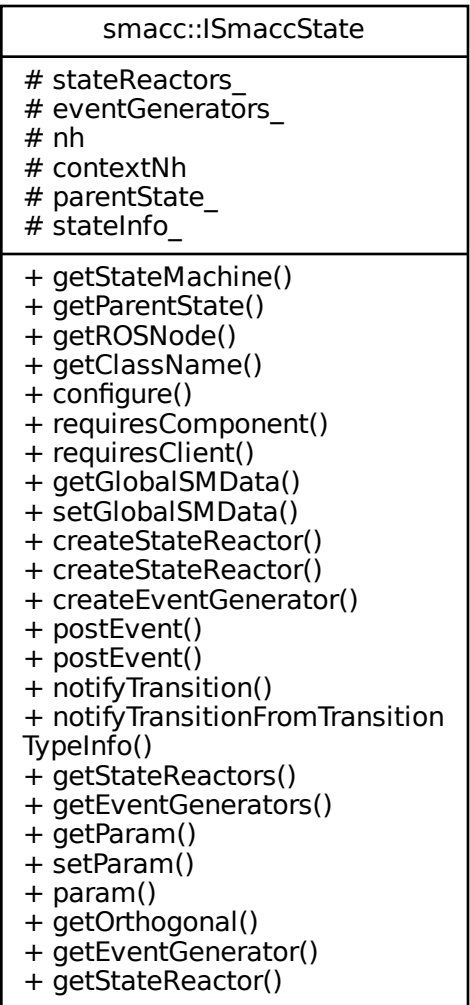 smacc::ISmaccState
# stateReactors_
# eventGenerators_
# nh
# contextNh
# parentState_
# stateInfo_
+ getStateMachine()
+ getParentState()
+ getROSNode()
+ getClassName()
+ configure()
+ requiresComponent()
+ requiresClient()
+ getGlobalSMData()
+ setGlobalSMData()
+ createStateReactor()
+ createStateReactor()
+ createEventGenerator()
+ postEvent()
+ postEvent()
+ notifyTransition()
+ notifyTransitionFromTransition
TypeInfo()
+ getStateReactors()
+ getEventGenerators()
+ getParam()
+ setParam()
+ param()
+ getOrthogonal()
+ getEventGenerator()
+ getStateReactor()